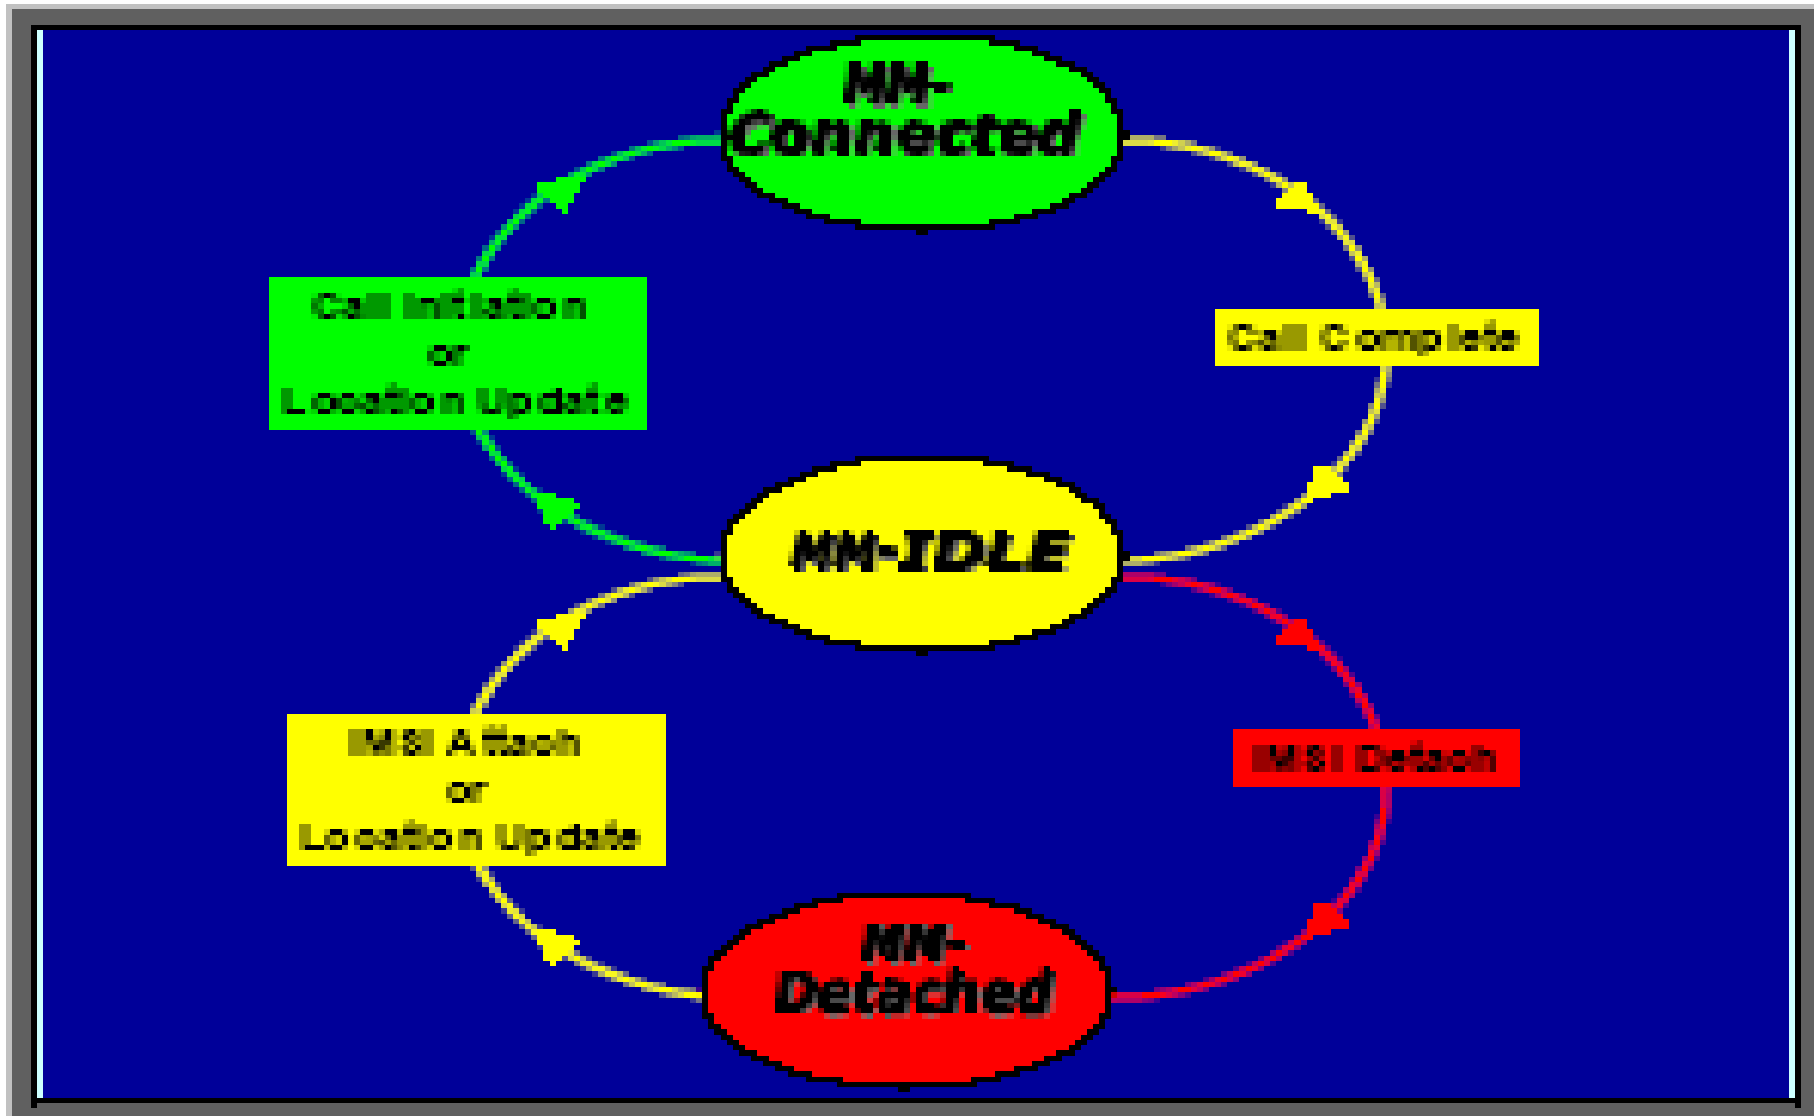 MM-
Connected
Call Initiation
or
Location Update
Call Complete
MM-IDLE
IMSI Attach
or
Location Update
IMSI Detach
MM-
Detached